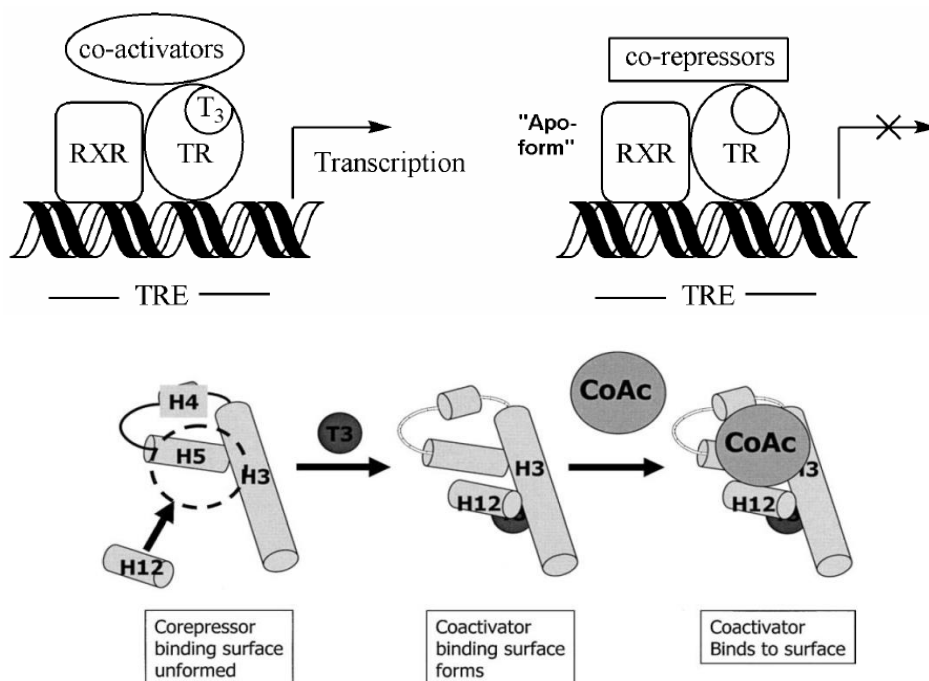 co-activators
T3
RXR
TR
Transcription
TRE
co-repressors
"Apo-
form"
RXR
TR
TRE
H4
H5
H3
H12
T3
H3
H12
CoAc
CoAc
H3
H12
Corepressor
binding surface
unformed
Coactivator
binding surface
forms
Coactivator
Binds to surface